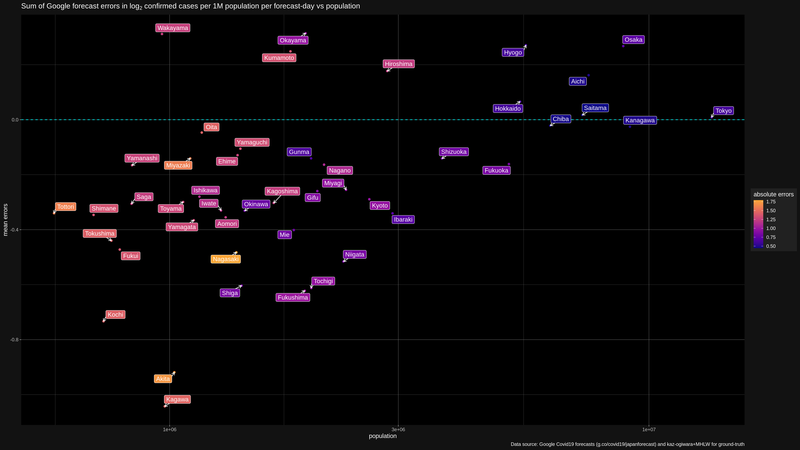 Sum of Google forecast errors in log₂ confirmed cases per 1M population per forecast-day vs population
Wakayama
Okayama
Osaka
Hyogo
Kumamoto
Hiroshima
Aichi
Hokkaido
Saitama
Tokyo
Chiba
Kanagawa
0.0
Oita
Yamaguchi
Gunma
Shizuoka
Yamanashi
Ehime
Miyazaki
Nagano
Fukuoka
Miyagi
Ishikawa
Kagoshima
Saga
Gifu
Tottori
Shimane
Toyama
Iwate
Okinawa
Kyoto
Ibaraki
Aomori
Yamagata
Tokushima
Mie
-0.4
Fukui
Nagasaki
Niigata
Tochigi
Shiga
Fukushima
Kochi
-0.8
Akita
Kagawa
mean errors
absolute errors
1.75
1.50
1.25
1.00
0.75
0.50
1e+06
3e+06
1e+07
population
Data source: Google Covid19 forecasts (g.co/covid19/japanforecast) and kaz-ogiwara+MHLW for ground-truth